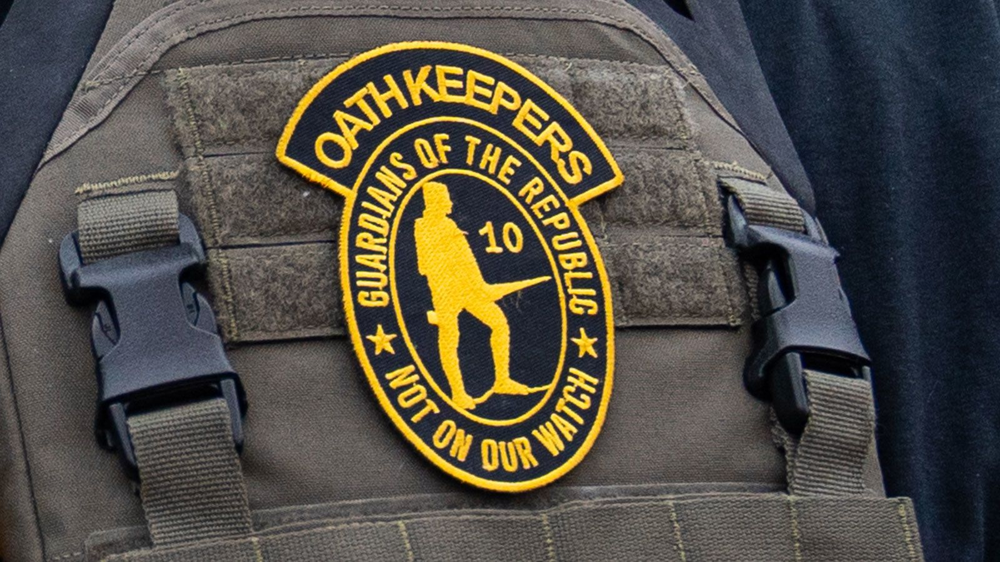 OATHKEEPERS
GUARDIANS OF THE REPUBLIC
10
NOT ON OUR WATCH